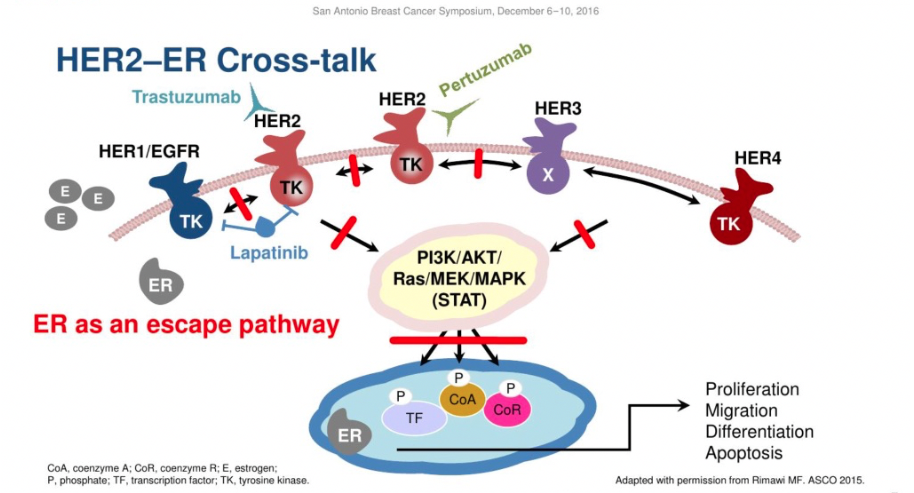 San Antonio Breast Cancer Symposium, December 6–10, 2016
HER2–ER Cross-talk
Pertuzumab
Trastuzumab
HER2
HER2
HER3
HER1/EGFR
HER4
TK
TK
X
TK
TK
E
E
E
Lapatinib
PI3K/AKT/
Ras/MEK/MAPK
(STAT)
ER
ER as an escape pathway
P
P
P
CoA
CoR
TF
ER
Proliferation
Migration
Differentiation
Apoptosis
CoA, coenzyme A; CoR, coenzyme R; E, estrogen;
P, phosphate; TF, transcription factor; TK, tyrosine kinase.
Adapted with permission from Rimawi MF. ASCO 2015.